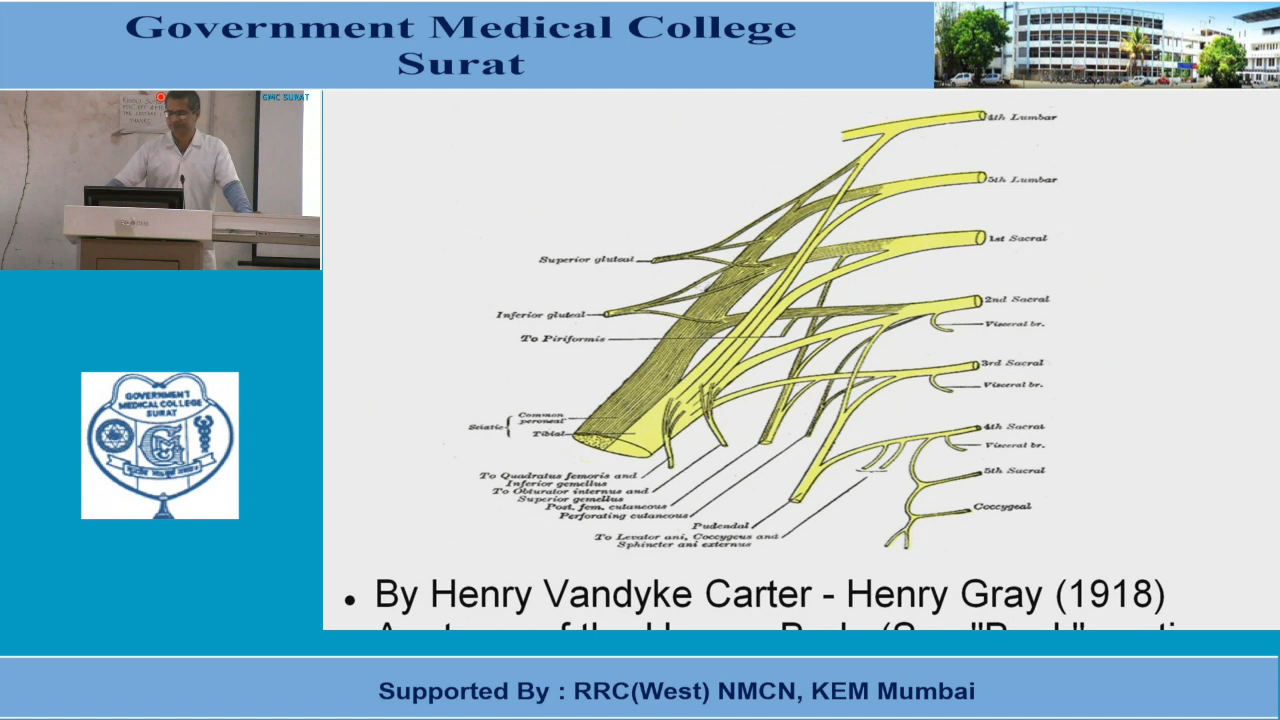 Government Medical College
Surat
GMC SURAT
GOVERNMENT
MEDICAL COLLEGE
SURAT
4th Lumbar
5th Lumbar
1st Sacral
Superior gluteal
2nd Sacral
Inferior gluteal
Visceral br.
To Piriformis
3rd Sacral
Visceral br.
Common
peroneal
Sciatic
Tibial
4th Sacral
Visceral br.
5th Sacral
To Quadratus femoris and
Inferior gemellus
To Obturator internus and
Superior gemellus
Post. fem. cutaneous
Perforating cutaneous
Coccygeal
Pudendal
To Levator ani, Coccygeus and
Sphincter ani externus
• By Henry Vandyke Carter - Henry Gray (1918)
Supported By : RRC(West) NMCN, KEM Mumbai